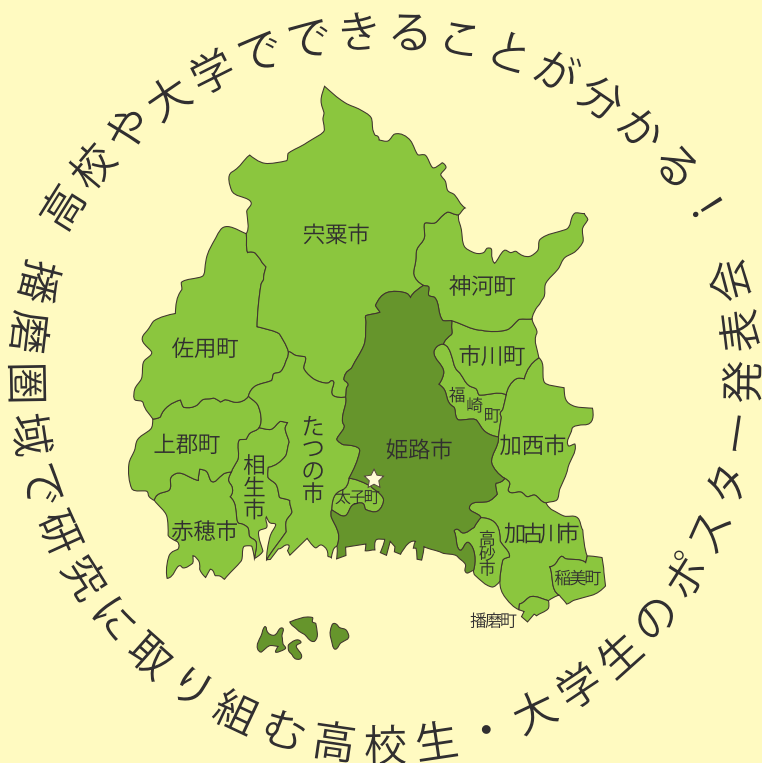 高校や大学でできることが分かる！
播磨圏域で研究に取り組む高校生・大学生のポスター発表会
宍粟市
神河町
佐用町
市川町
福崎町
たつの市
上郡町
姫路市
加西市
相生市
太子町
赤穂市
加古川市
高砂市
稲美町
播磨町